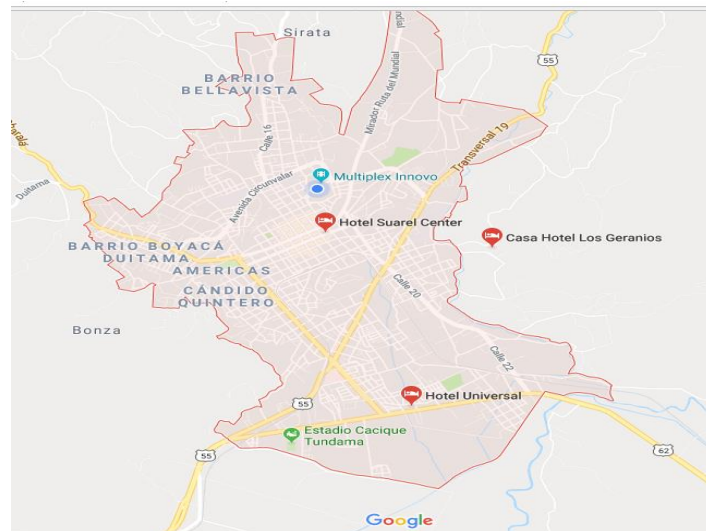 Sirata
55
BARRIO
BELLAVISTA
Mirador Ruta del Mundial
Calle 16
Transversal 19
Multiplex Innovo
Avenida Circunvalar
Duitama
Hotel Suarel Center
Casa Hotel Los Geranios
BARRIO BOYACÁ
DUITAMA
AMERICAS
CÁNDIDO
QUINTERO
Calle 20
Bonza
Calle 22
Hotel Universal
55
Estadio Cacique
Tundama
55
62
Google